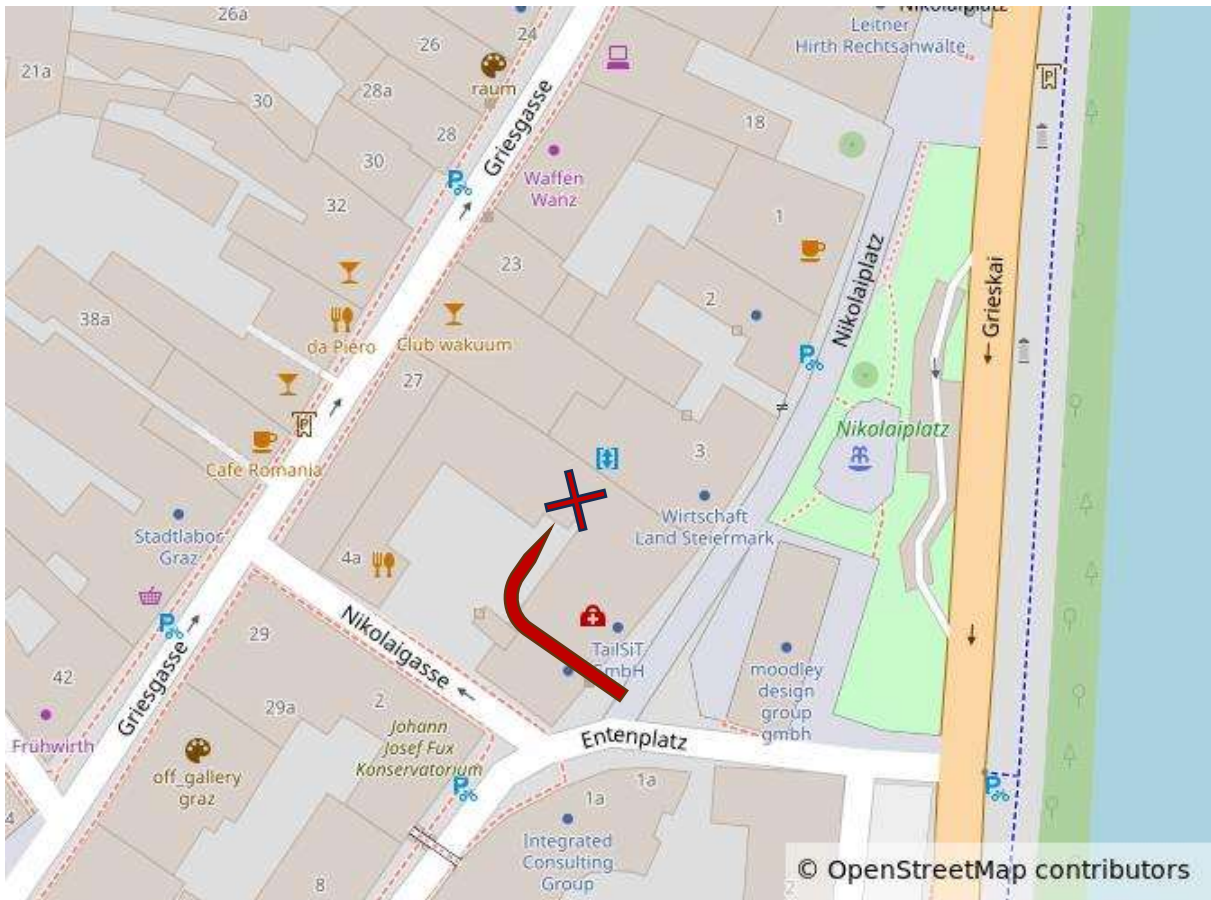 26a
24
Nikolaiplatz
Leitner
Hirth Rechtsanwälte
26
21a
raum
28a
30
18
28
Griesgasse
30
Waffen
Wanz
32
1
23
Nikolaiplatz
2
Grieskai
38a
da Piero
Club wakuum
27
Nikolaiplatz
Cafe Romania
3
Wirtschaft
Land Steiermark
Stadtlabor
Graz
4a
29
Nikolaigasse
TailSiT
GmbH
moodley
design
group
gmbh
42
Griesgasse
29a
2
Johann
Josef Fux
Konservatorium
Entenplatz
Frühwirth
off_gallery
graz
1a
1a
4
Integrated
Consulting
Group
8
2
© OpenStreetMap contributors